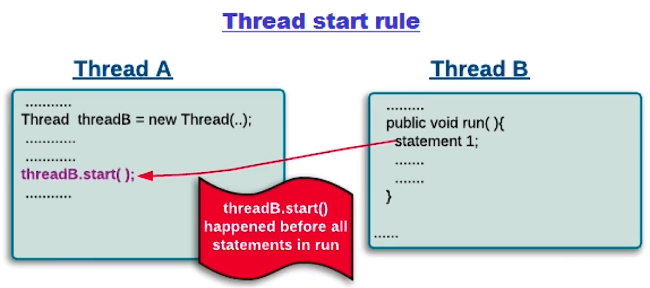 Thread start rule
Thread A
...........
Thread  threadB = new Thread(..);
............
............
threadB.start( );
...........
Thread B
.........
public void run( ){
statement 1;
.......
.......
}
......
threadB.start()
happened before all
statements in run